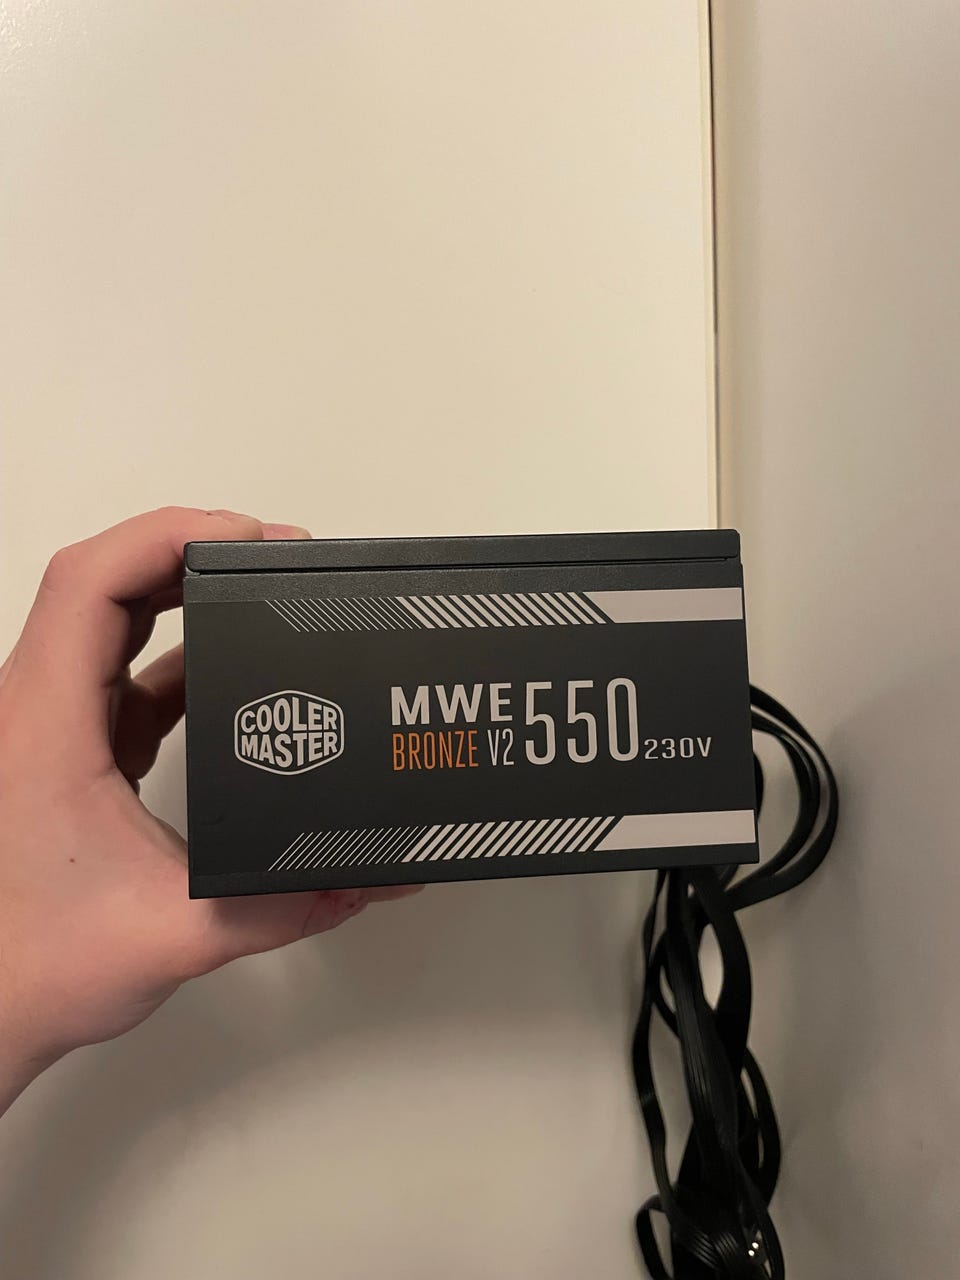 COOLER
MASTER
MWE 550 230V
BRONZE V2